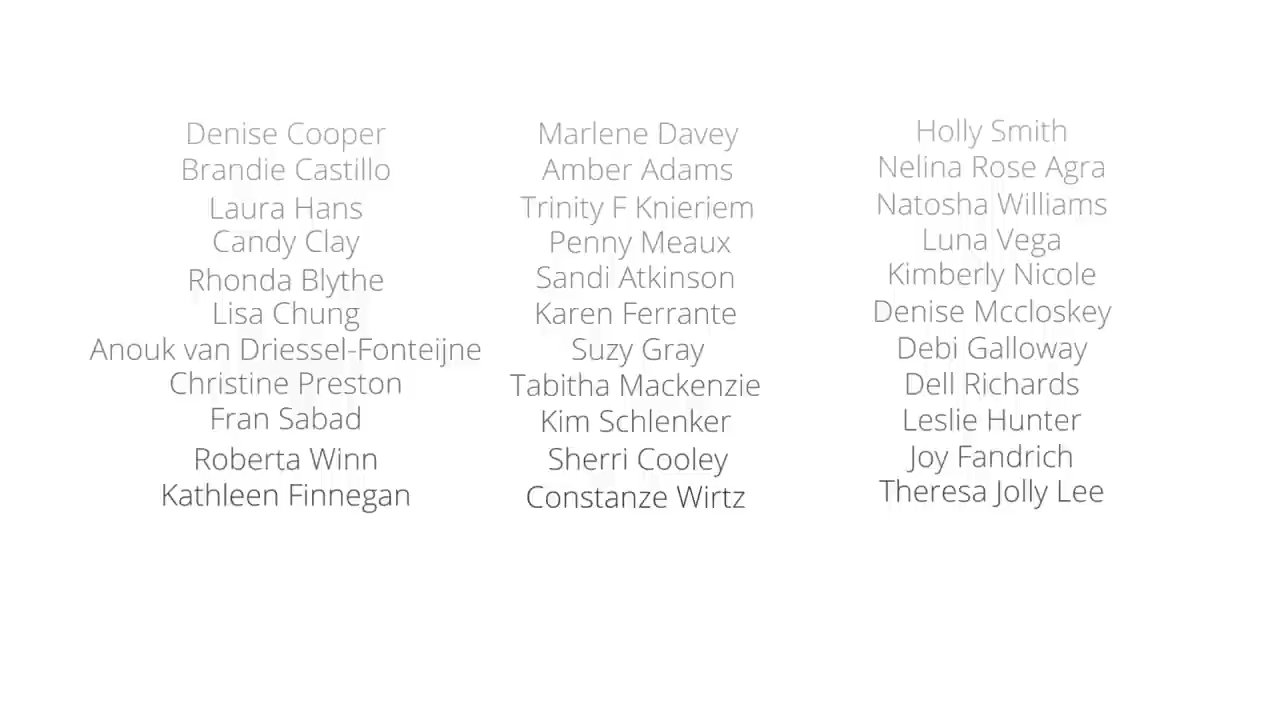 Denise Cooper
Brandie Castillo
Laura Hans
Candy Clay
Rhonda Blythe
Lisa Chung
Anouk van Driessel-Fonteijne
Christine Preston
Fran Sabad
Roberta Winn
Kathleen Finnegan
Marlene Davey
Amber Adams
Trinity F Knieriem
Penny Meaux
Sandi Atkinson
Karen Ferrante
Suzy Gray
Tabitha Mackenzie
Kim Schlenker
Sherri Cooley
Constanze Wirtz
Holly Smith
Nelina Rose Agra
Natosha Williams
Luna Vega
Kimberly Nicole
Denise Mccloskey
Debi Galloway
Dell Richards
Leslie Hunter
Joy Fandrich
Theresa Jolly Lee